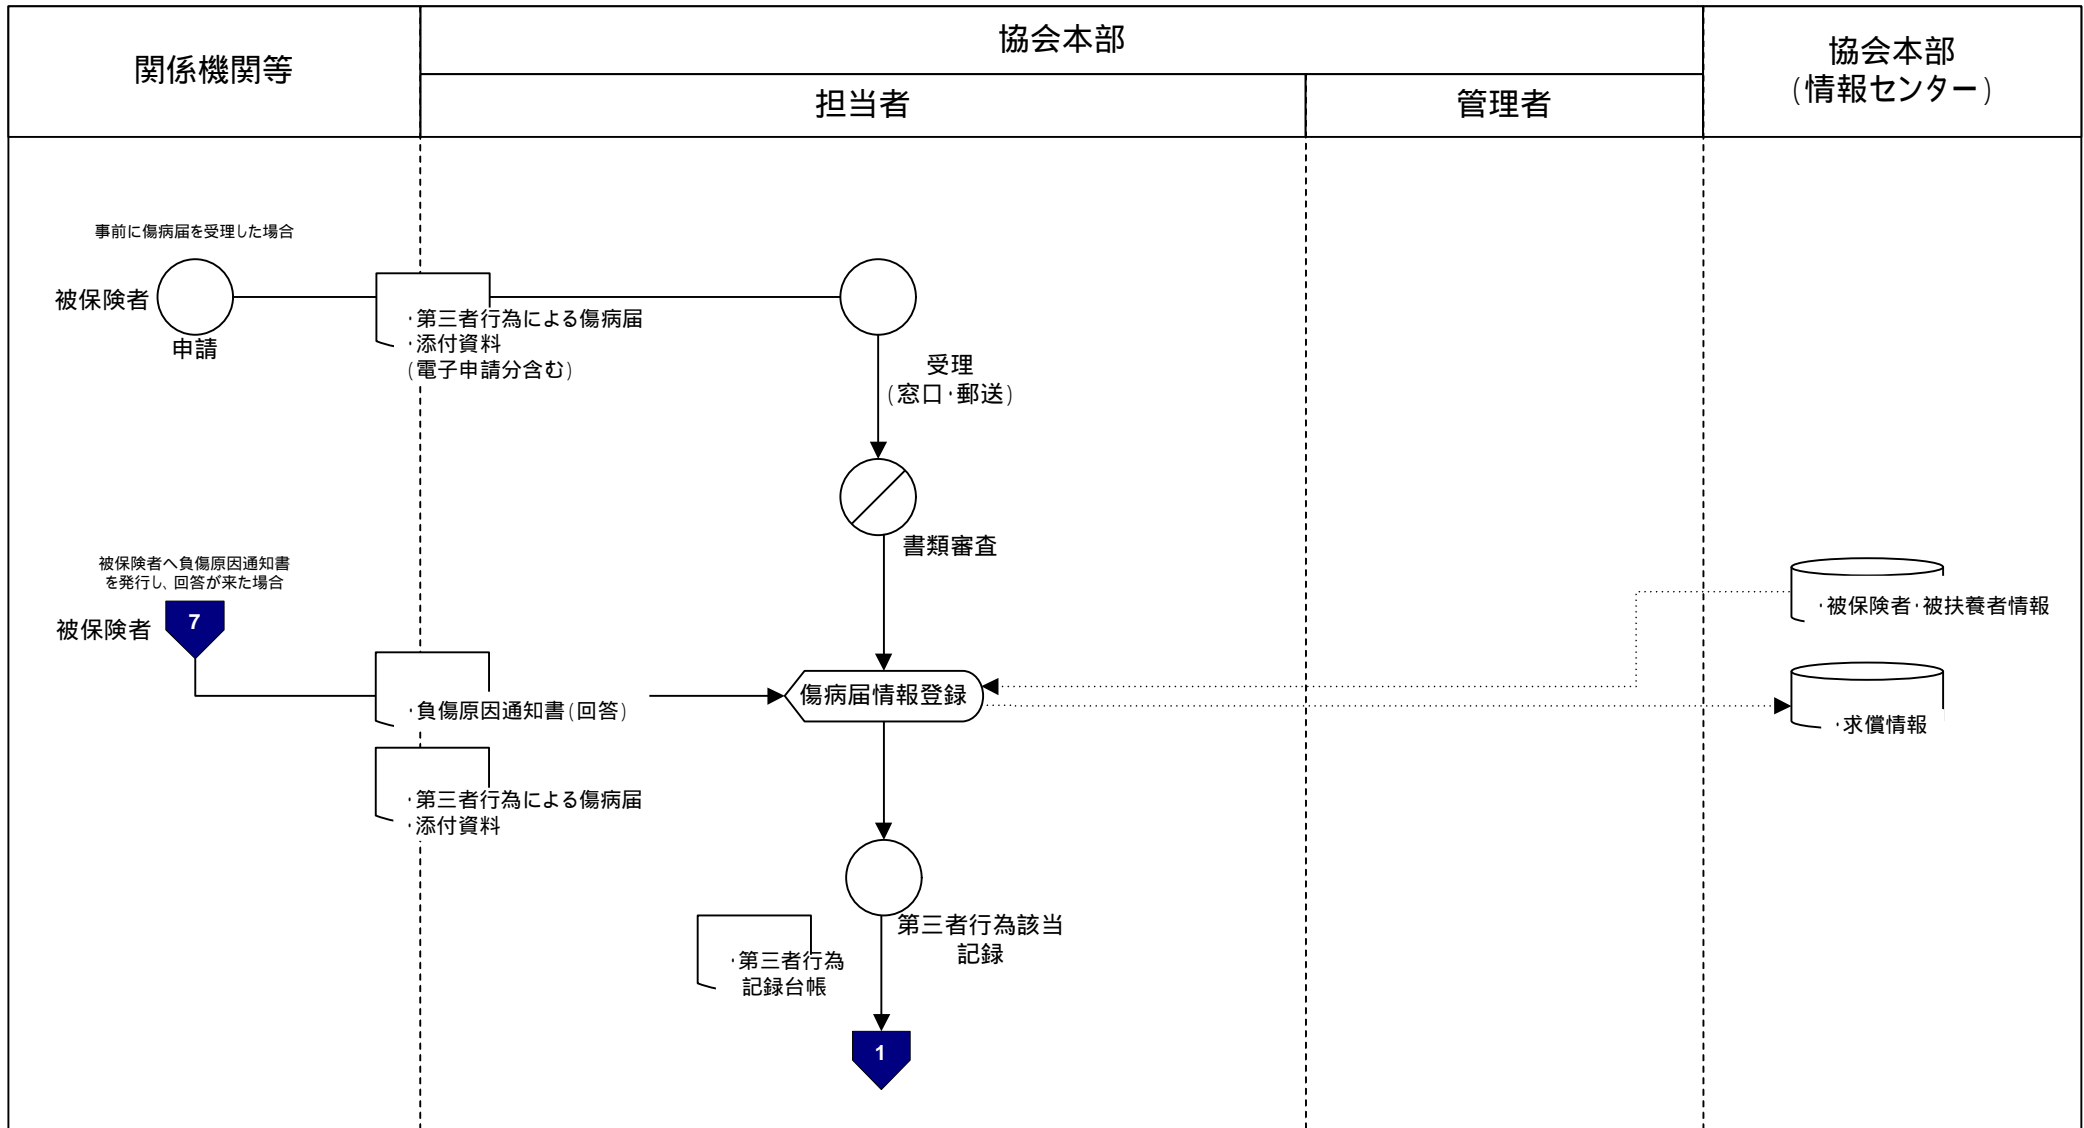 関係機関等
協会本部
担当者
管理者
協会本部
(情報センター)
事前に傷病届を受理した場合
被保険者
申請
・第三者行為による傷病届
・添付資料
(電子申請分含む)
受理
(窓口・郵送)
書類審査
被保険者へ負傷原因通知書
を発行し、回答が来た場合
被保険者
7
・負傷原因通知書(回答)
傷病届情報登録
・被保険者・被扶養者情報
・求償情報
・第三者行為による傷病届
・添付資料
第三者行為該当
記録
・第三者行為
記録台帳
1